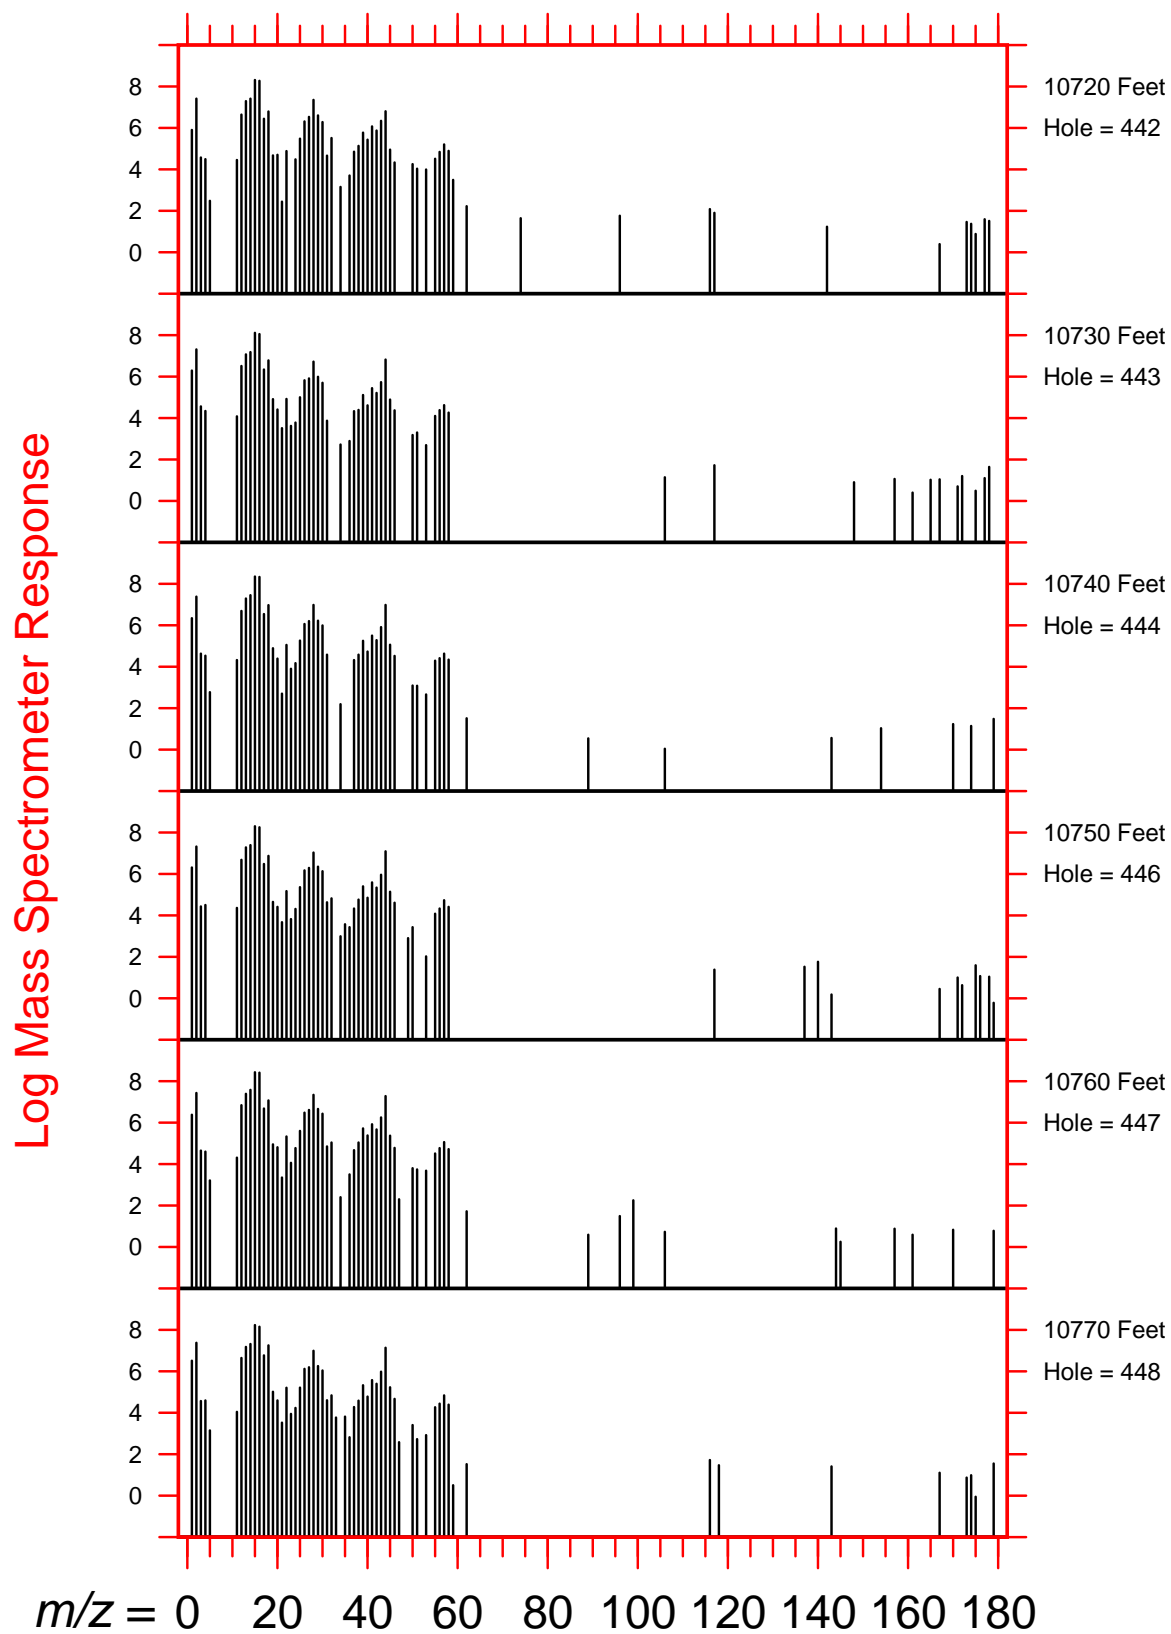 8
6
4
2
0
10720 Feet
Hole = 442
8
6
4
2
0
10730 Feet
Hole = 443
8
6
4
2
0
10740 Feet
Hole = 444
8
6
4
2
0
10750 Feet
Hole = 446
8
6
4
2
0
10760 Feet
Hole = 447
8
6
4
2
0
10770 Feet
Hole = 448
Log Mass Spectrometer Response
m/z = 0 20 40 60 80 100 120 140 160 180